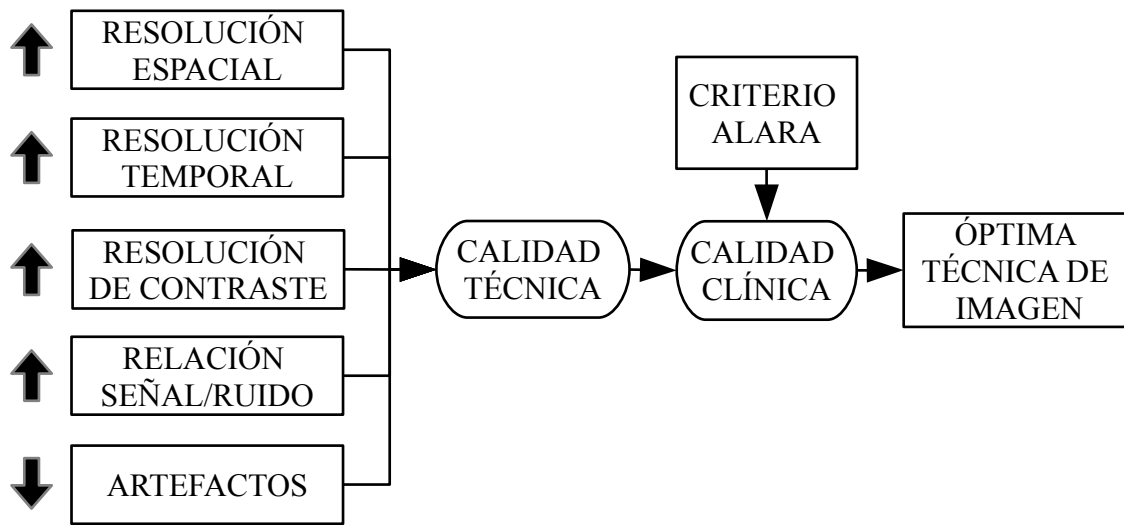 RESOLUCIÓN
ESPACIAL
RESOLUCIÓN
TEMPORAL
RESOLUCIÓN
DE CONTRASTE
RELACIÓN
SEÑAL/RUIDO
ARTEFACTOS
CALIDAD
TÉCNICA
CRITERIO
ALARA
CALIDAD
CLÍNICA
ÓPTIMA
TÉCNICA DE
IMAGEN